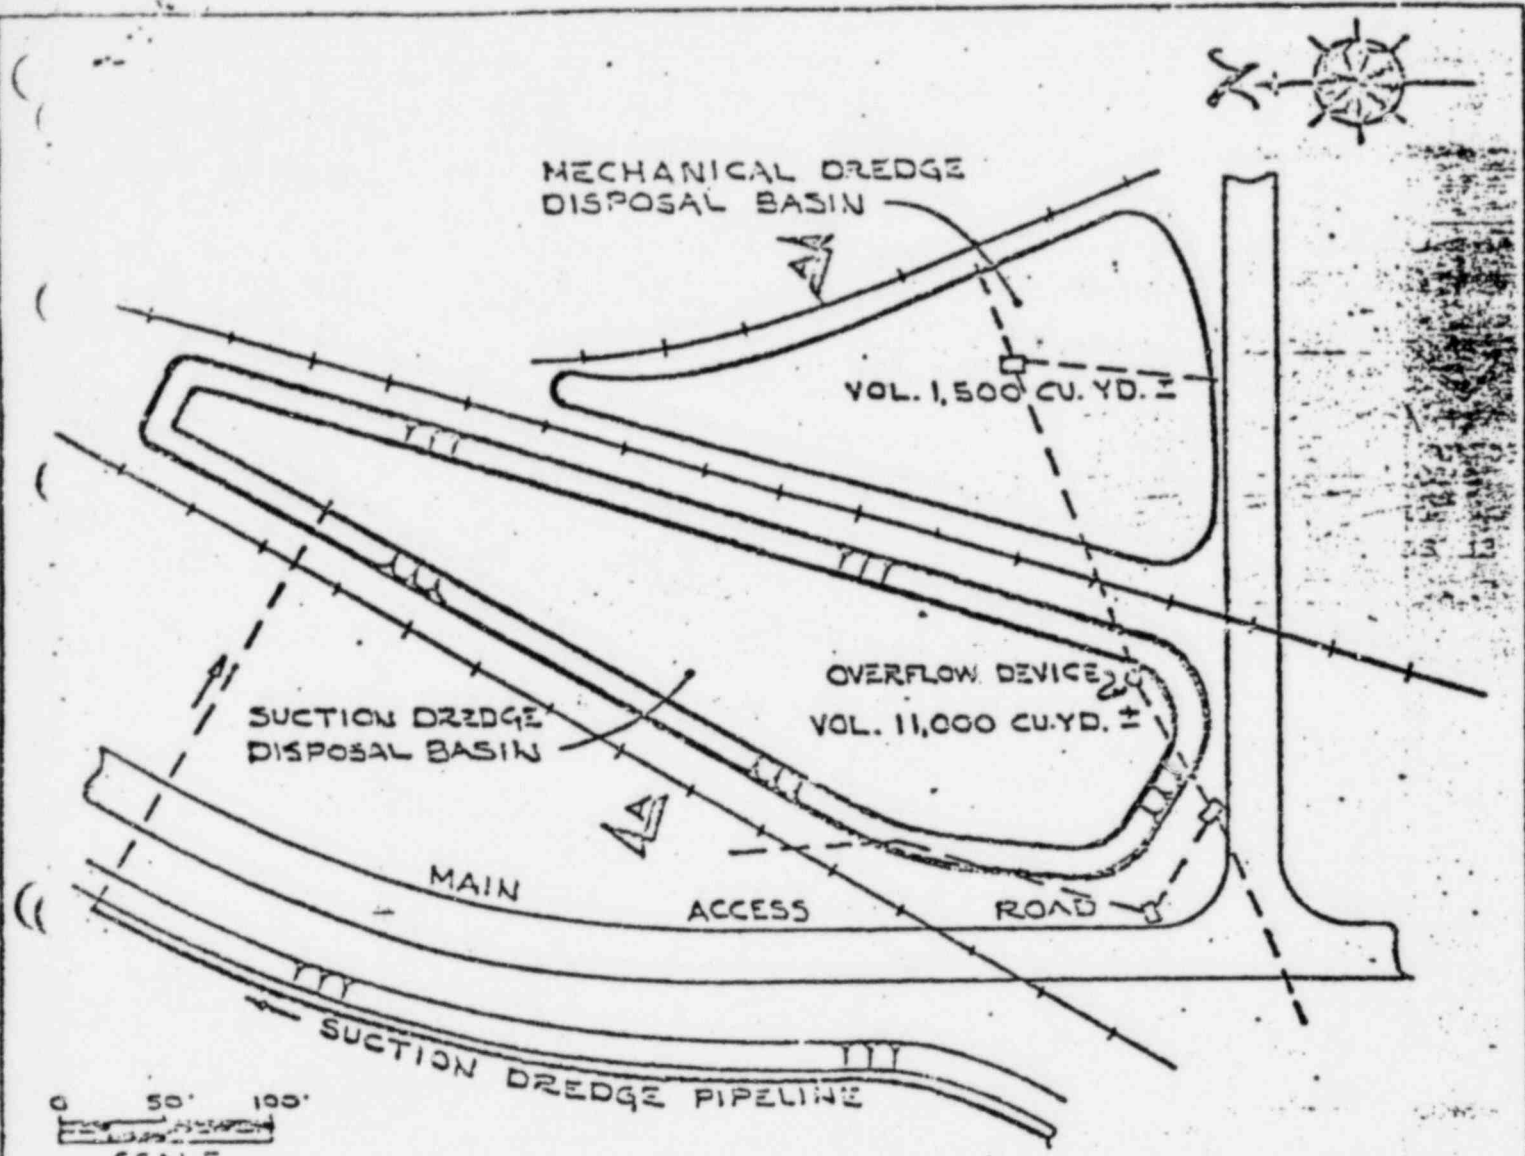 N
MECHANICAL DREDGE
DISPOSAL BASIN
A
VOL. 1,500 CU. YD. ±
OVERFLOW DEVICE
VOL. 11,000 CU. YD. ±
SUCTION DREDGE
DISPOSAL BASIN
A
MAIN ACCESS ROAD
SUCTION DREDGE PIPELINE
0 50' 100'
SCALE